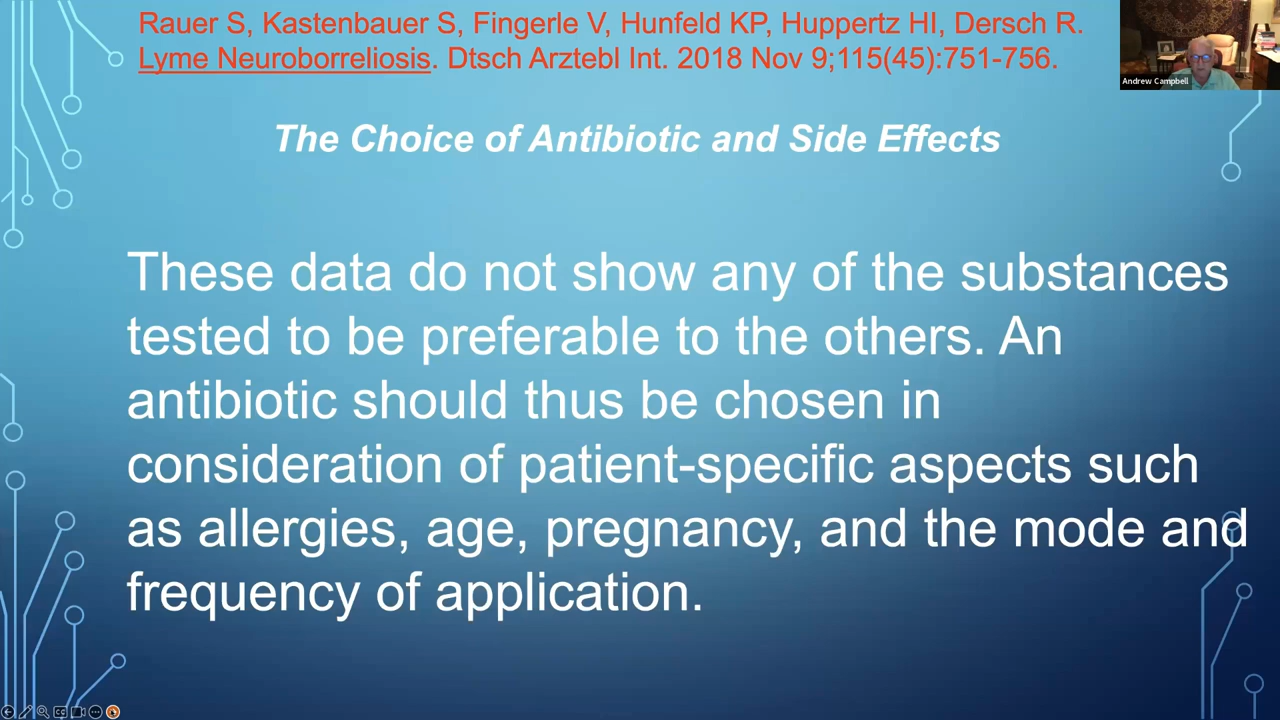 Rauer S, Kastenbauer S, Fingerle V, Hunfeld KP, Huppertz HI, Dersch R.
Lyme Neuroborreliosis. Dtsch Arztebl Int. 2018 Nov 9;115(45):751-756.
Andrew Campbell
The Choice of Antibiotic and Side Effects
These data do not show any of the substances
tested to be preferable to the others. An
antibiotic should thus be chosen in
consideration of patient-specific aspects such
as allergies, age, pregnancy, and the mode and
frequency of application.